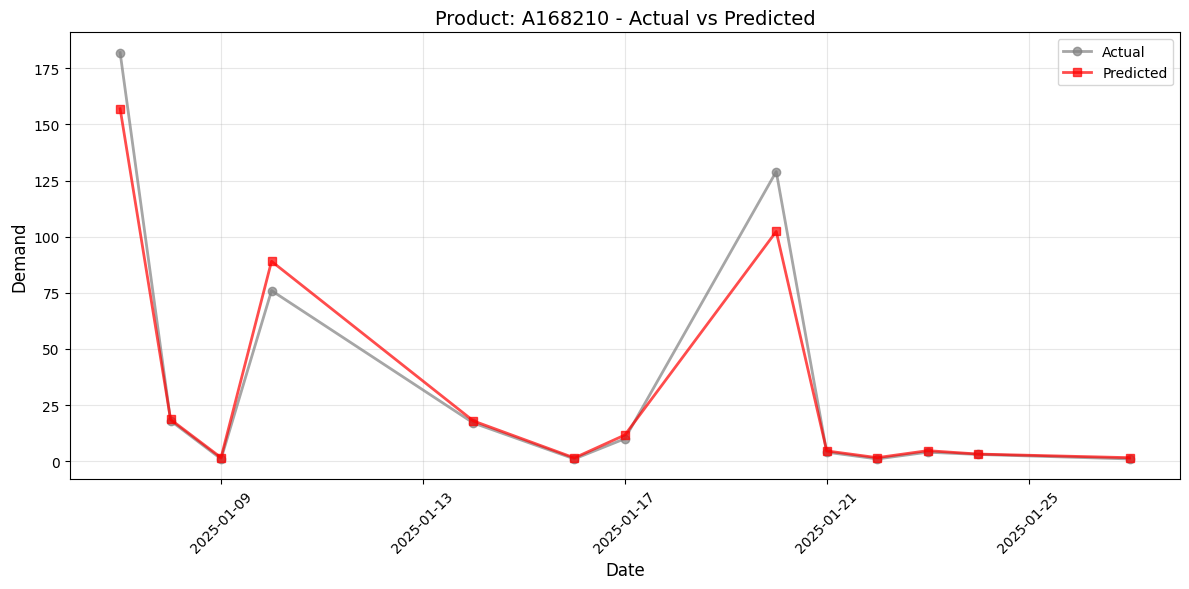 Product: A168210 - Actual vs Predicted
Actual
Predicted
Demand
175
150
125
100
75
50
25
0
2025-01-09
2025-01-13
2025-01-17
2025-01-21
2025-01-25
Date